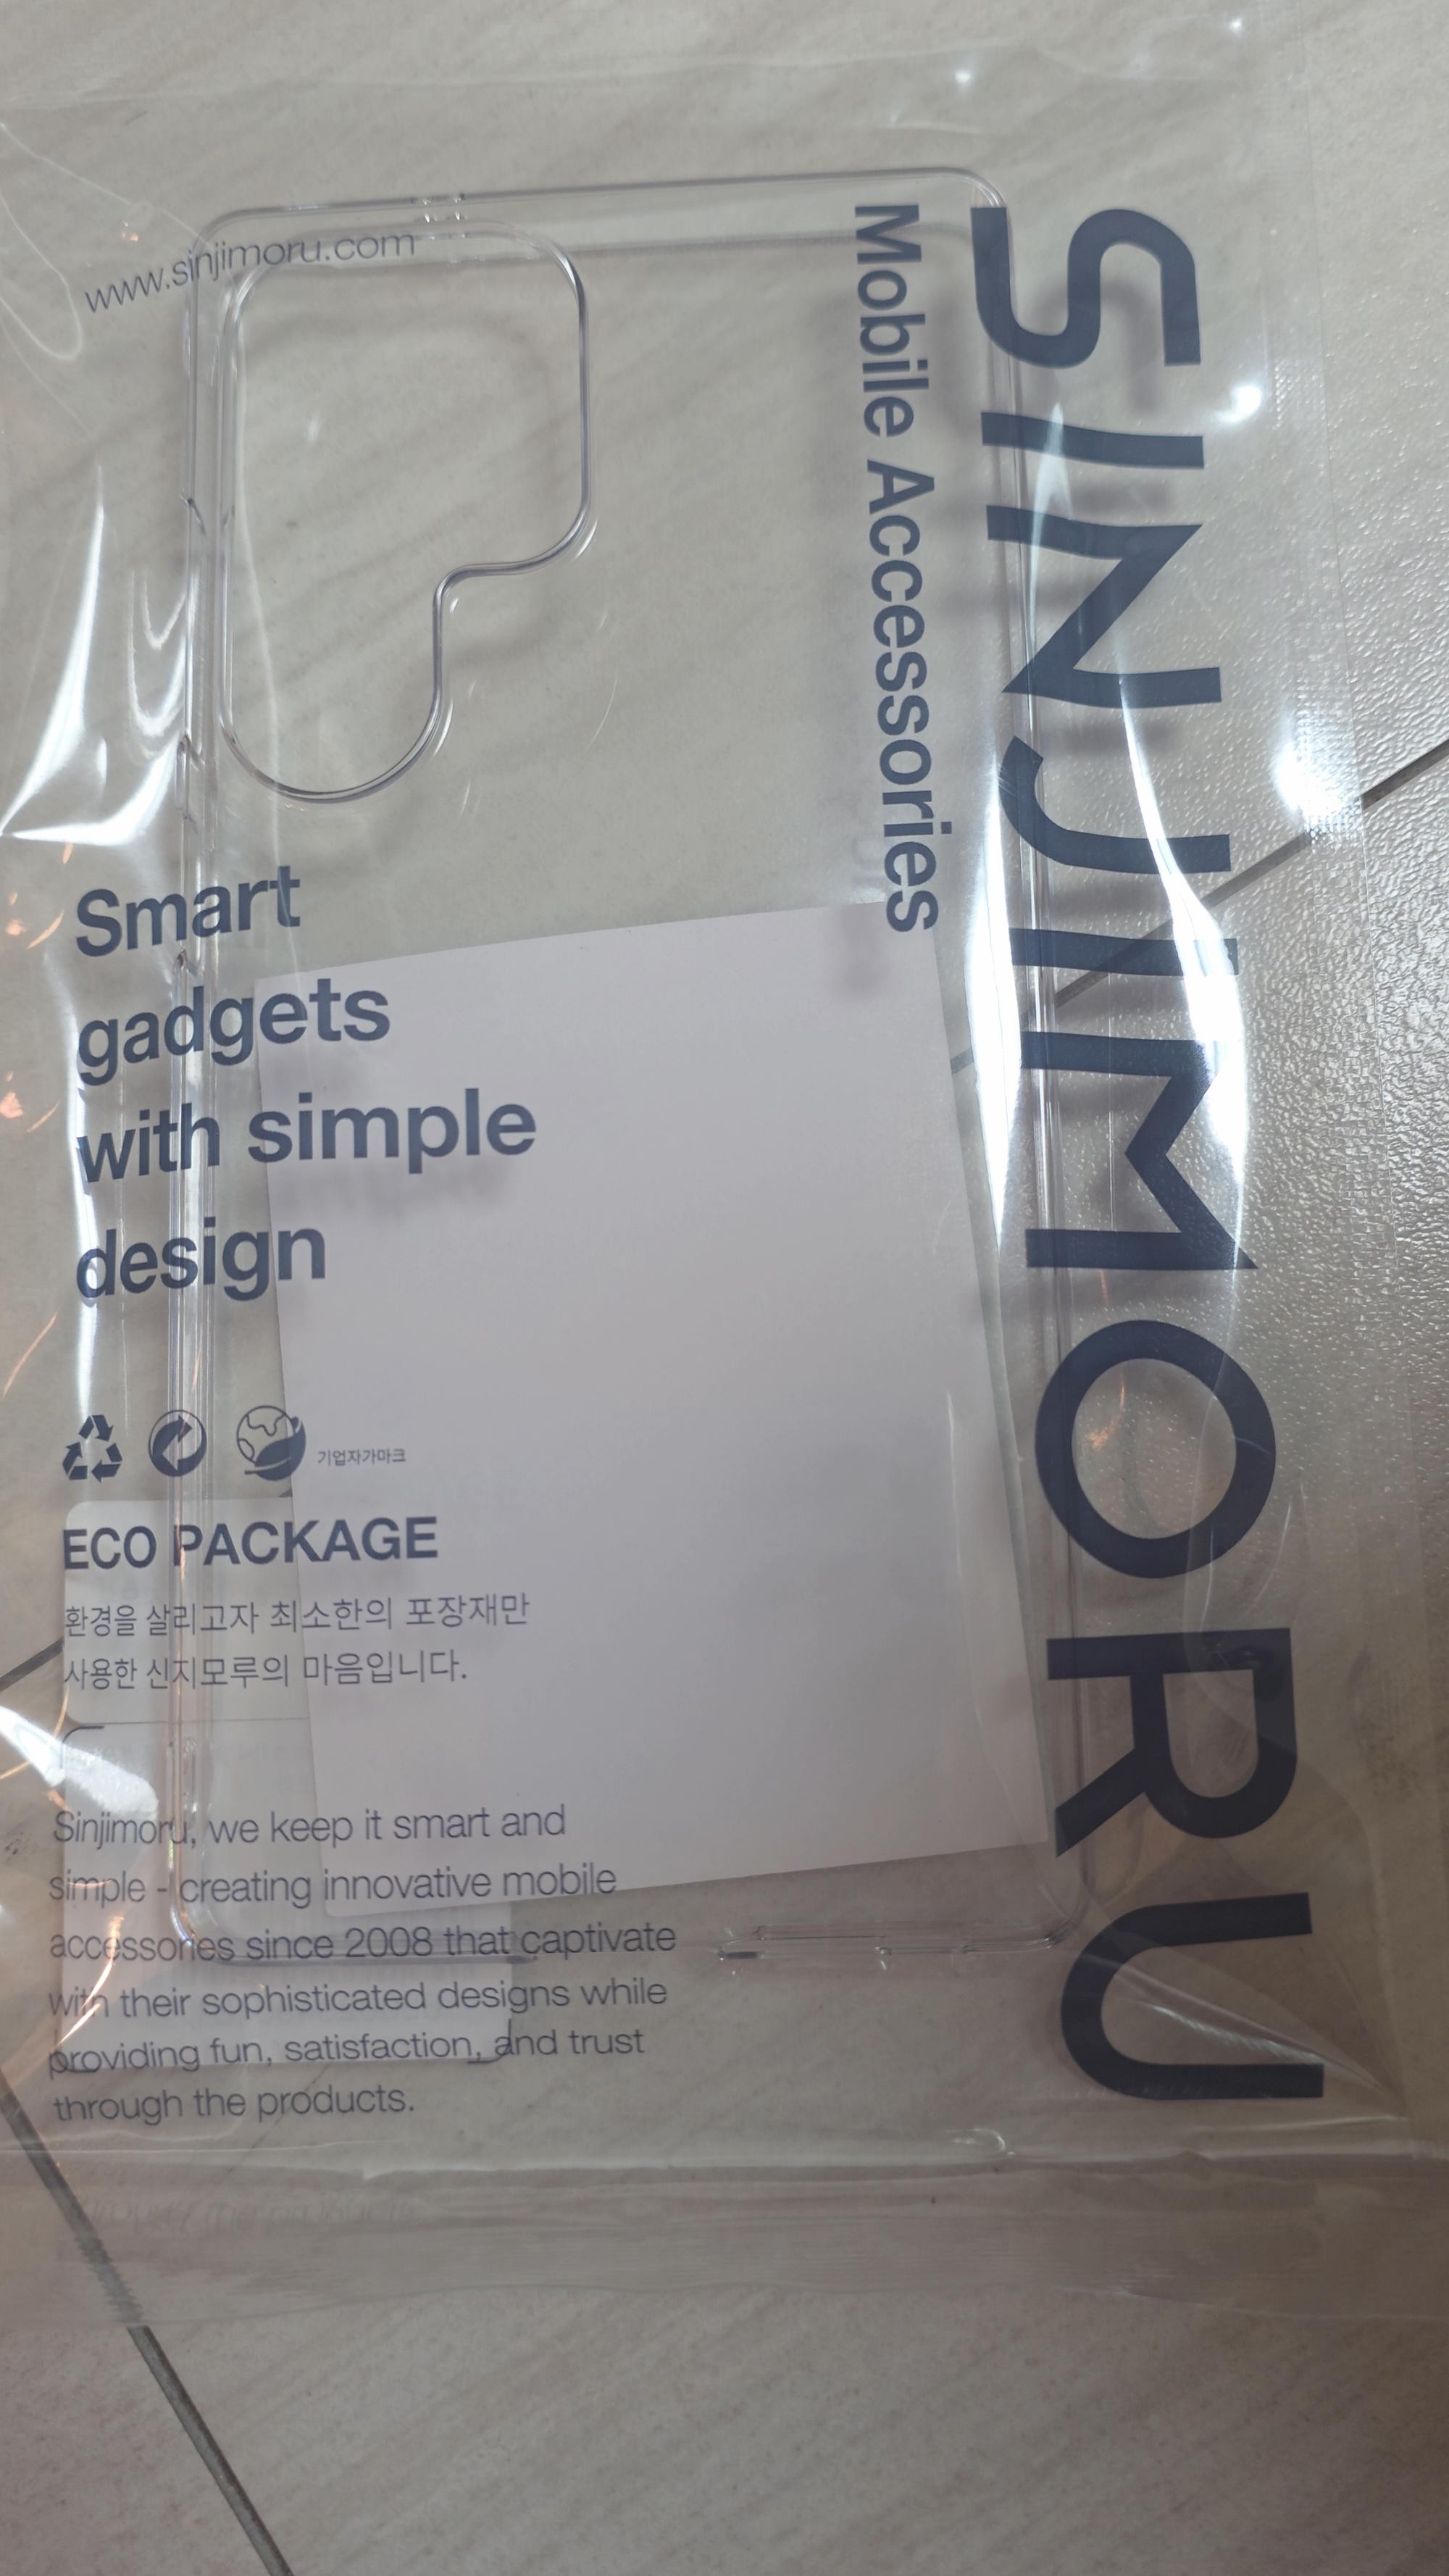 www.sinjimoru.com
SINJIMORU
Mobile Accessories
Smart
gadgets
with simple
design
기업자가마크
ECO PACKAGE
환경을 살리고자 최소한의 포장재만
사용한 신지모루의 마음입니다.
Sinjimoru, we keep it smart and
simple - creating innovative mobile
accessories since 2008 that captivate
with their sophisticated designs while
providing fun, satisfaction, and trust
through the products.